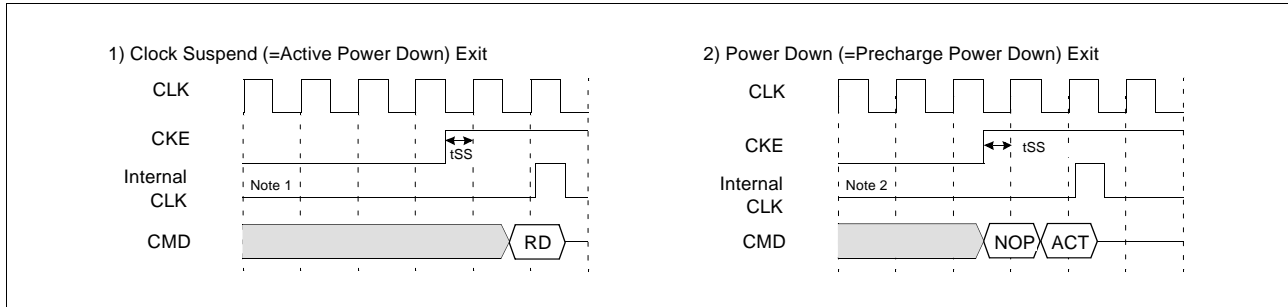 1) Clock Suspend (=Active Power Down) Exit
CLK
CKE
tSS
Internal
CLK
Note 1
CMD
RD
2) Power Down (=Precharge Power Down) Exit
CLK
CKE
tSS
Internal
CLK
Note 2
CMD
NOP
ACT